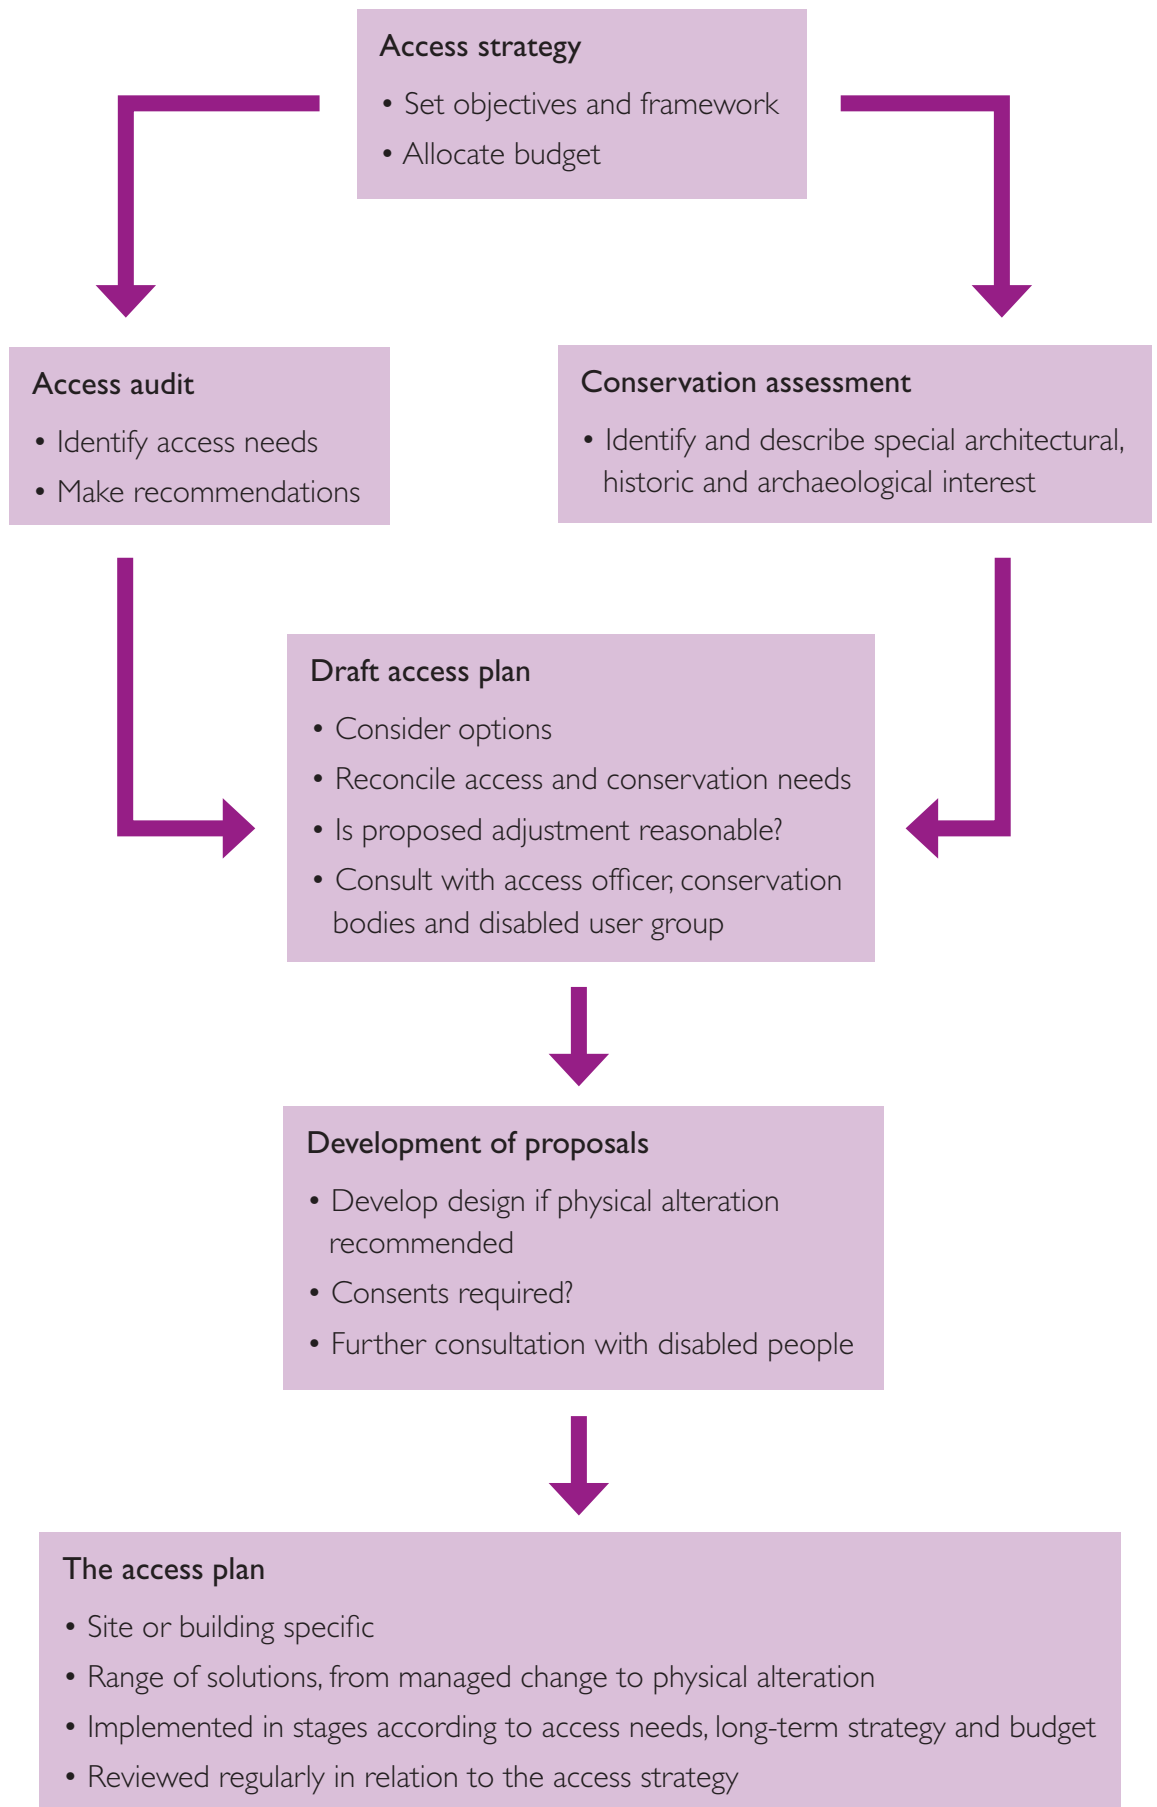 Access strategy
• Set objectives and framework
• Allocate budget
Access audit
• Identify access needs
• Make recommendations
Conservation assessment
• Identify and describe special architectural,
historic and archaeological interest
Draft access plan
• Consider options
• Reconcile access and conservation needs
• Is proposed adjustment reasonable?
• Consult with access officer, conservation
bodies and disabled user group
Development of proposals
• Develop design if physical alteration
recommended
• Consents required?
• Further consultation with disabled people
The access plan
• Site or building specific
• Range of solutions, from managed change to physical alteration
• Implemented in stages according to access needs, long-term strategy and budget
• Reviewed regularly in relation to the access strategy